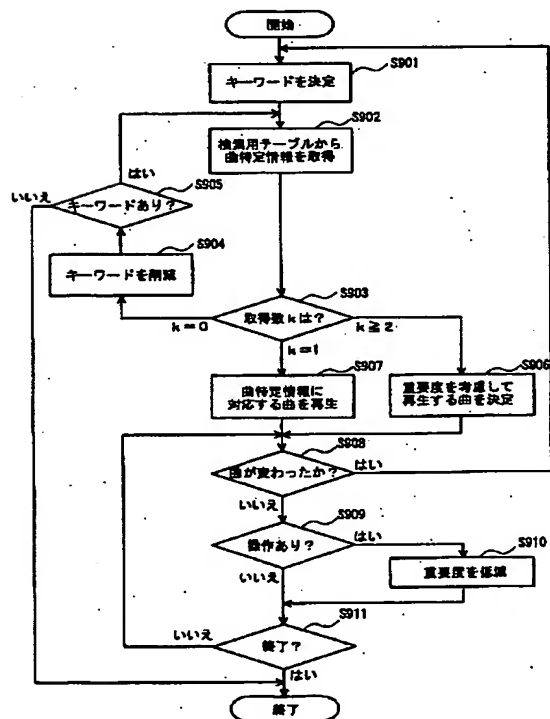 開始
S901
キーワードを決定
S902
検索用テーブルから
曲特定情報を取得
はい
S905
いいえ
キーワードあり?
S904
キーワードを削減
S903
取得数kは?
k=0
k≧2
k=1
S907
曲特定情報に
対応する曲を再生
S906
重要度を考慮して
再生する曲を決定
S908
曲が変わったか?
はい
いいえ
S909
操作あり?
はい
S910
重要度を低減
いいえ
S911
いいえ
終了?
はい
終了